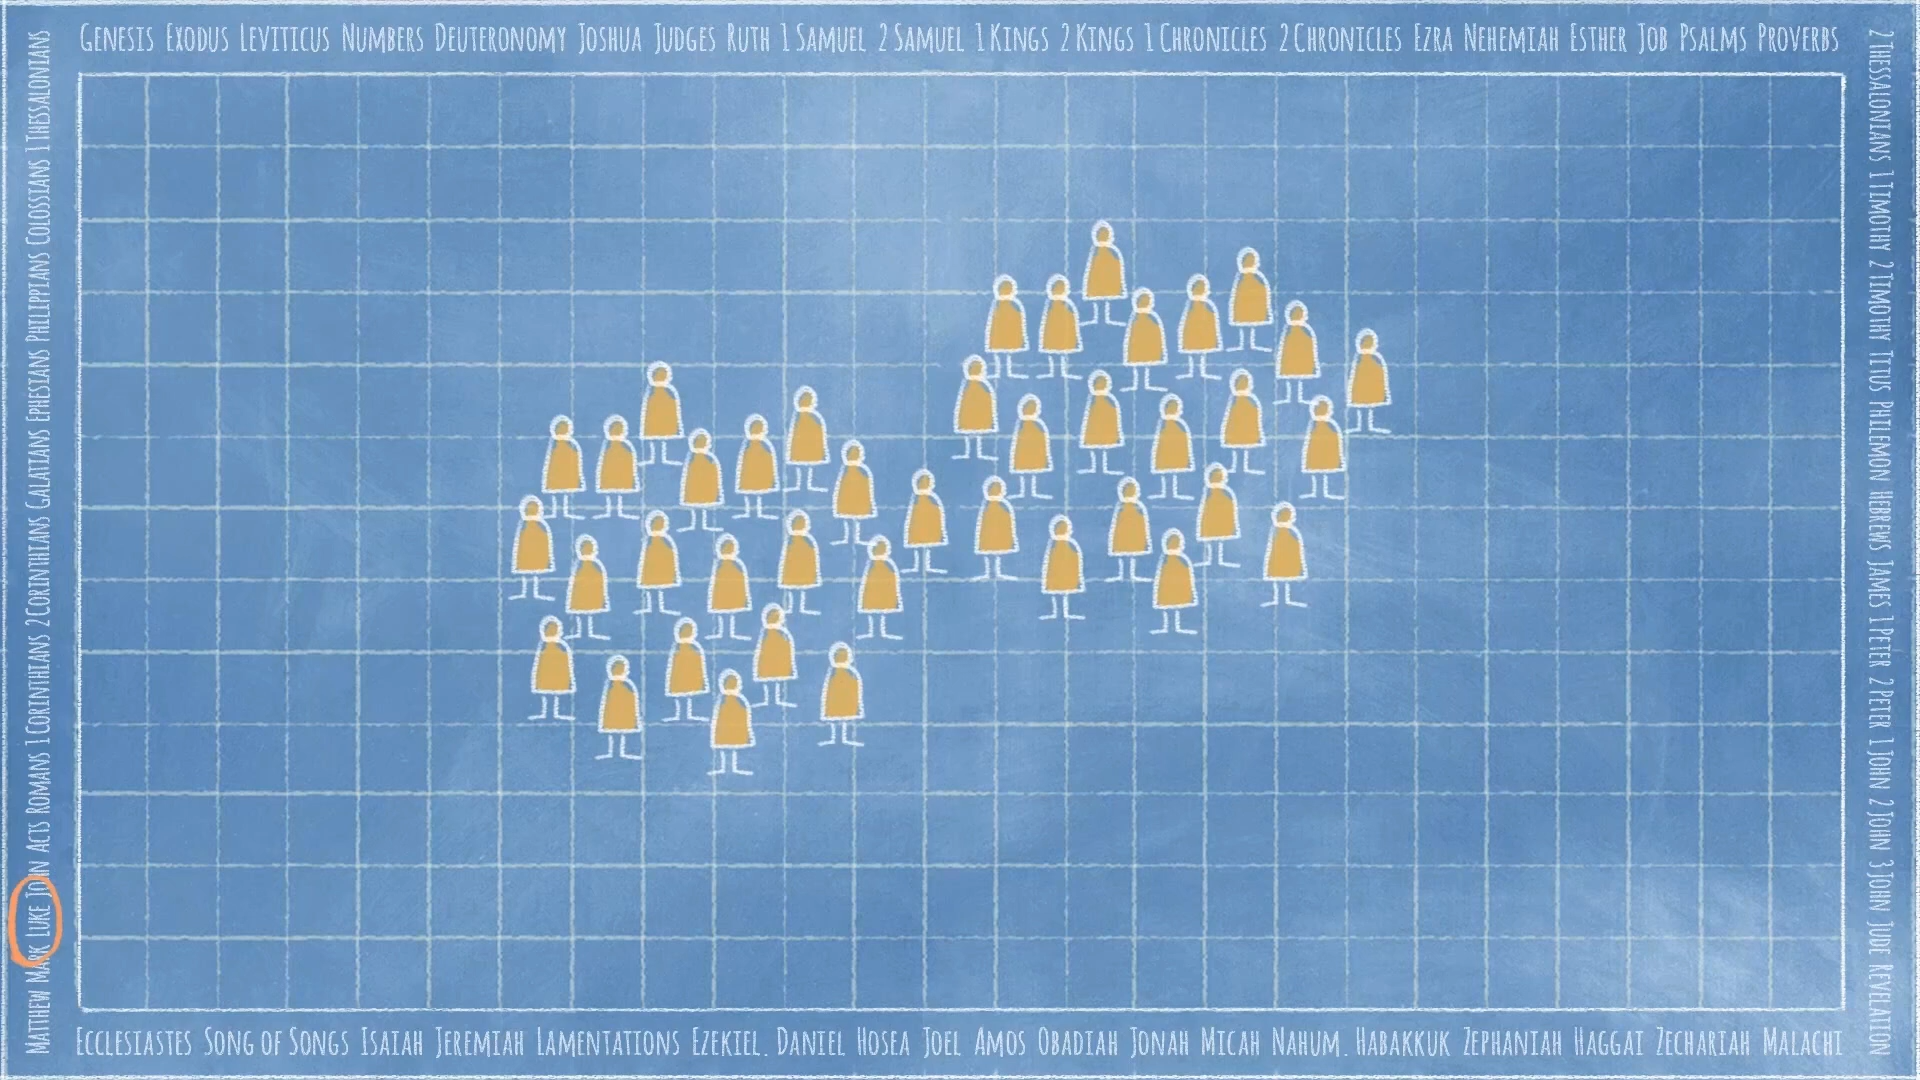 Genesis Exodus Leviticus Numbers Deuteronomy Joshua Judges Ruth 1 Samuel 2 Samuel 1 Kings 2 Kings 1 Chronicles 2 Chronicles Ezra Nehemiah Esther Job Psalms Proverbs
Ecclesiastes Song of Songs Isaiah Jeremiah Lamentations Ezekiel. Daniel Hosea Joel Amos Obadiah Jonah Micah Nahum. Habakkuk Zephaniah Haggai Zechariah Malachi
Matthew Mark Luke John Acts Romans 1 Corinthians 2 Corinthians Galatians Ephesians Philippians Colossians 1 Thessalonians
2 Thessalonians 1 Timothy 2 Timothy Titus Philemon Hebrews James 1 Peter 2 Peter 1 John 2 John 3 John Jude Revelation